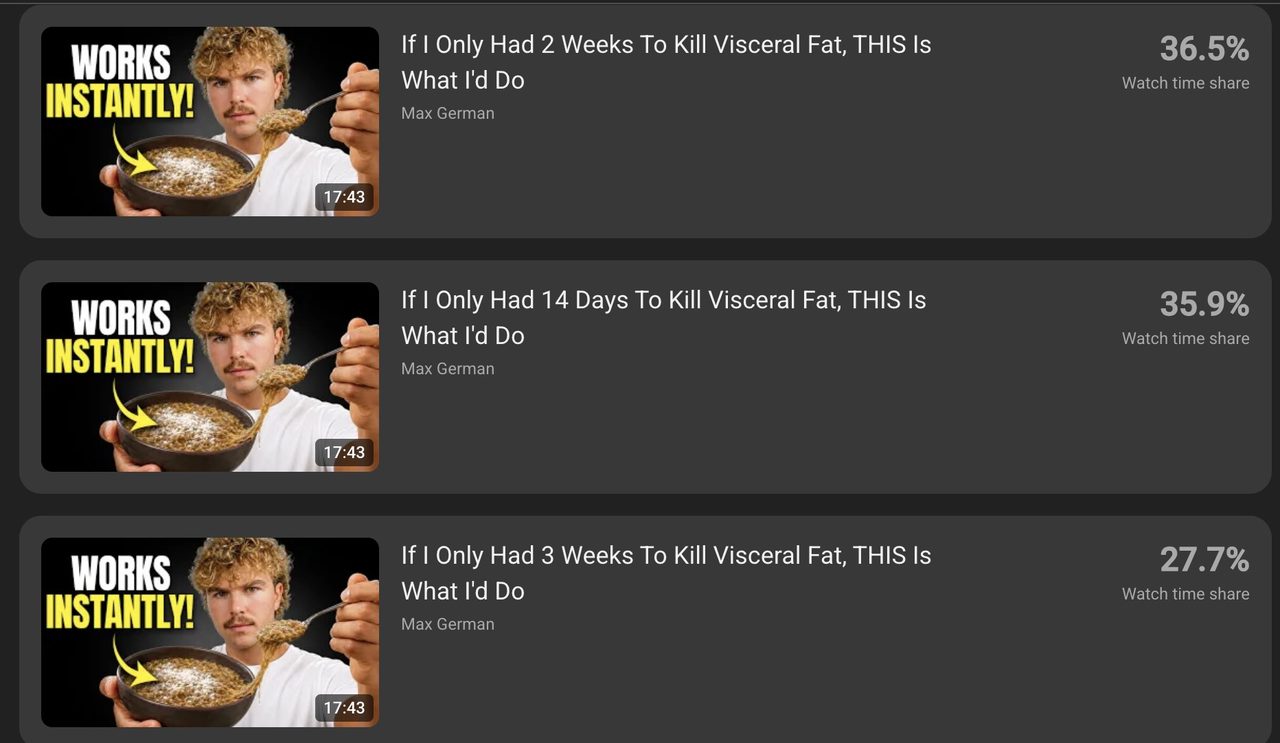 WORKS
INSTANTLY!
17:43
If I Only Had 2 Weeks To Kill Visceral Fat, THIS Is
What I'd Do
Max German
36.5%
Watch time share
WORKS
INSTANTLY!
17:43
If I Only Had 14 Days To Kill Visceral Fat, THIS Is
What I'd Do
Max German
35.9%
Watch time share
WORKS
INSTANTLY!
17:43
If I Only Had 3 Weeks To Kill Visceral Fat, THIS Is
What I'd Do
Max German
27.7%
Watch time share